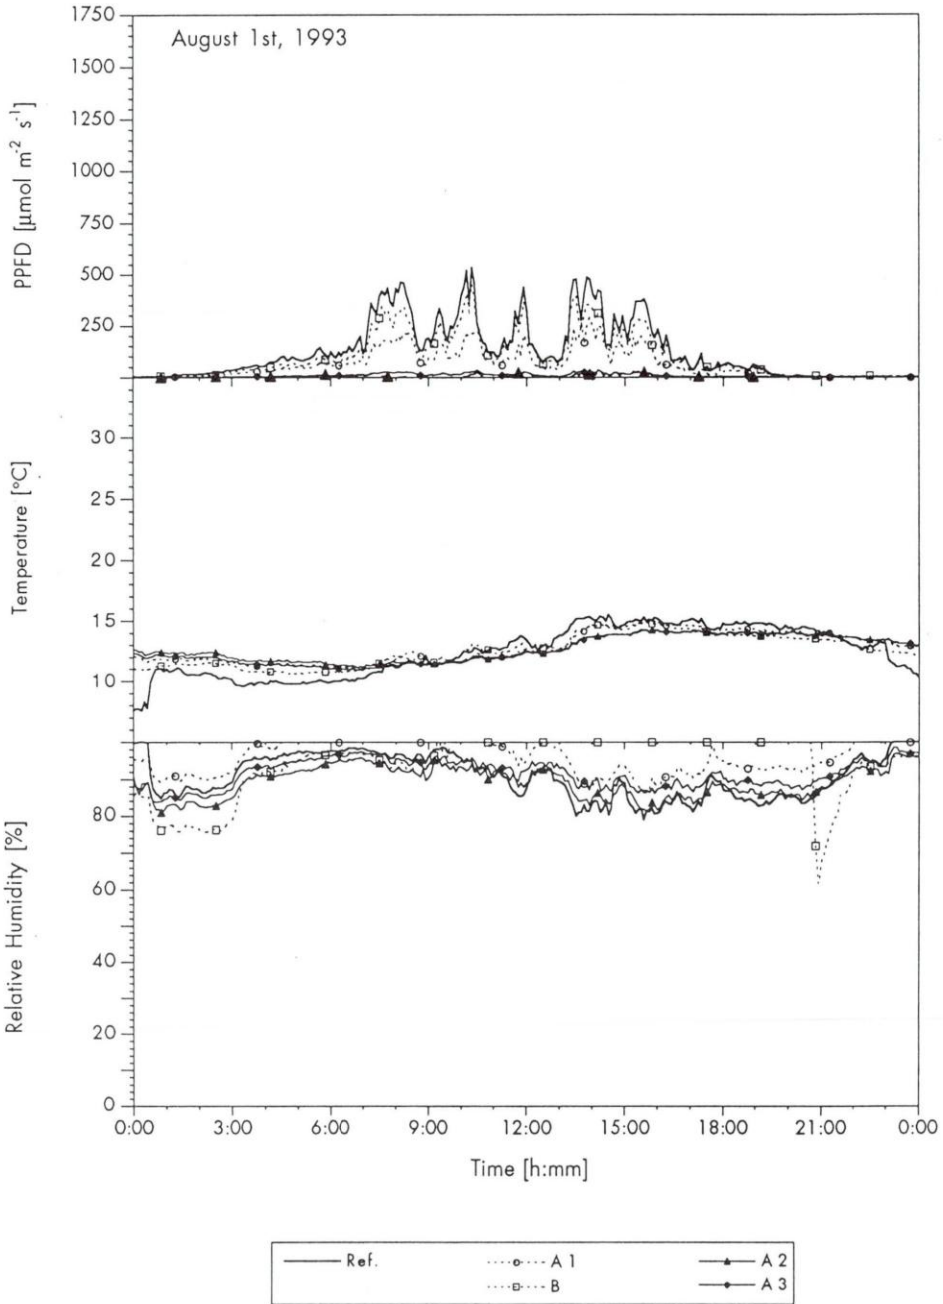 August 1st, 1993
PPFD [µmol m⁻² s⁻¹]
1750
1500
1250
1000
750
500
250
Temperature [°C]
30
25
20
15
10
Relative Humidity [%]
80
60
40
20
0
0:00 3:00 6:00 9:00 12:00 15:00 18:00 21:00 0:00
Time [h:mm]
Ref. A 1 A 2
B A 3